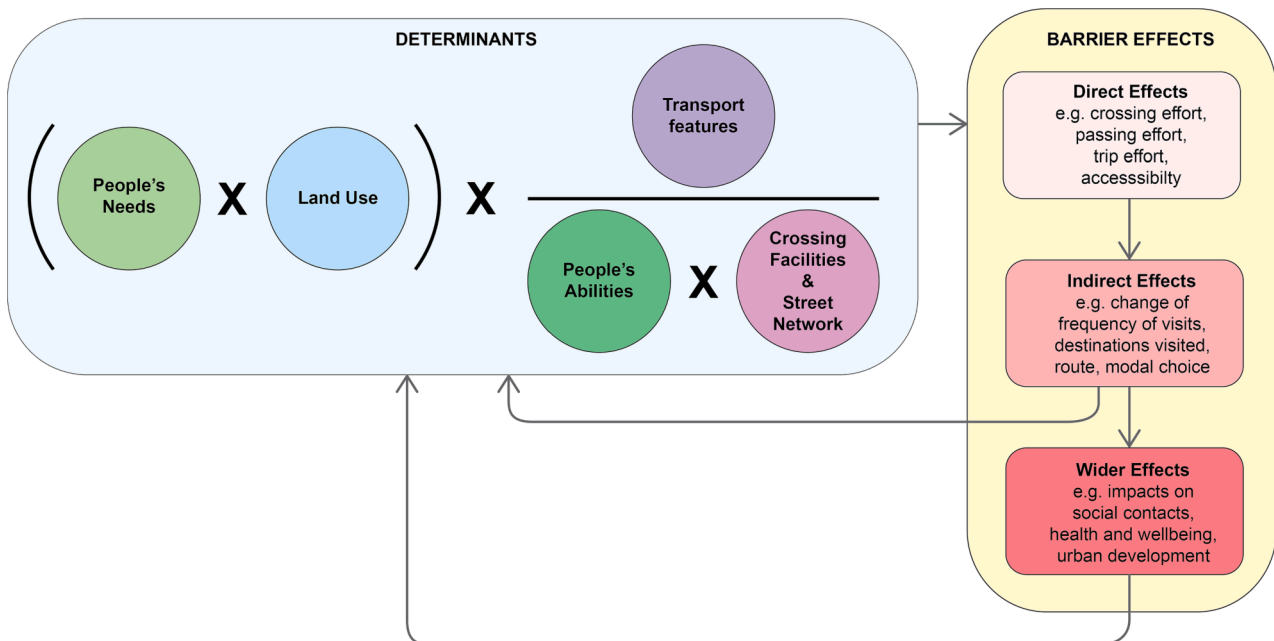 DETERMINANTS
People's
Needs
X
Land Use
X
Transport
features
People's
Abilities
X
Crossing
Facilities
&
Street
Network
BARRIER EFFECTS
Direct Effects
e.g. crossing effort,
passing effort,
trip effort,
accesssibilty
Indirect Effects
e.g. change of
frequency of visits,
destinations visited,
route, modal choice
Wider Effects
e.g. impacts on
social contacts,
health and wellbeing,
urban development